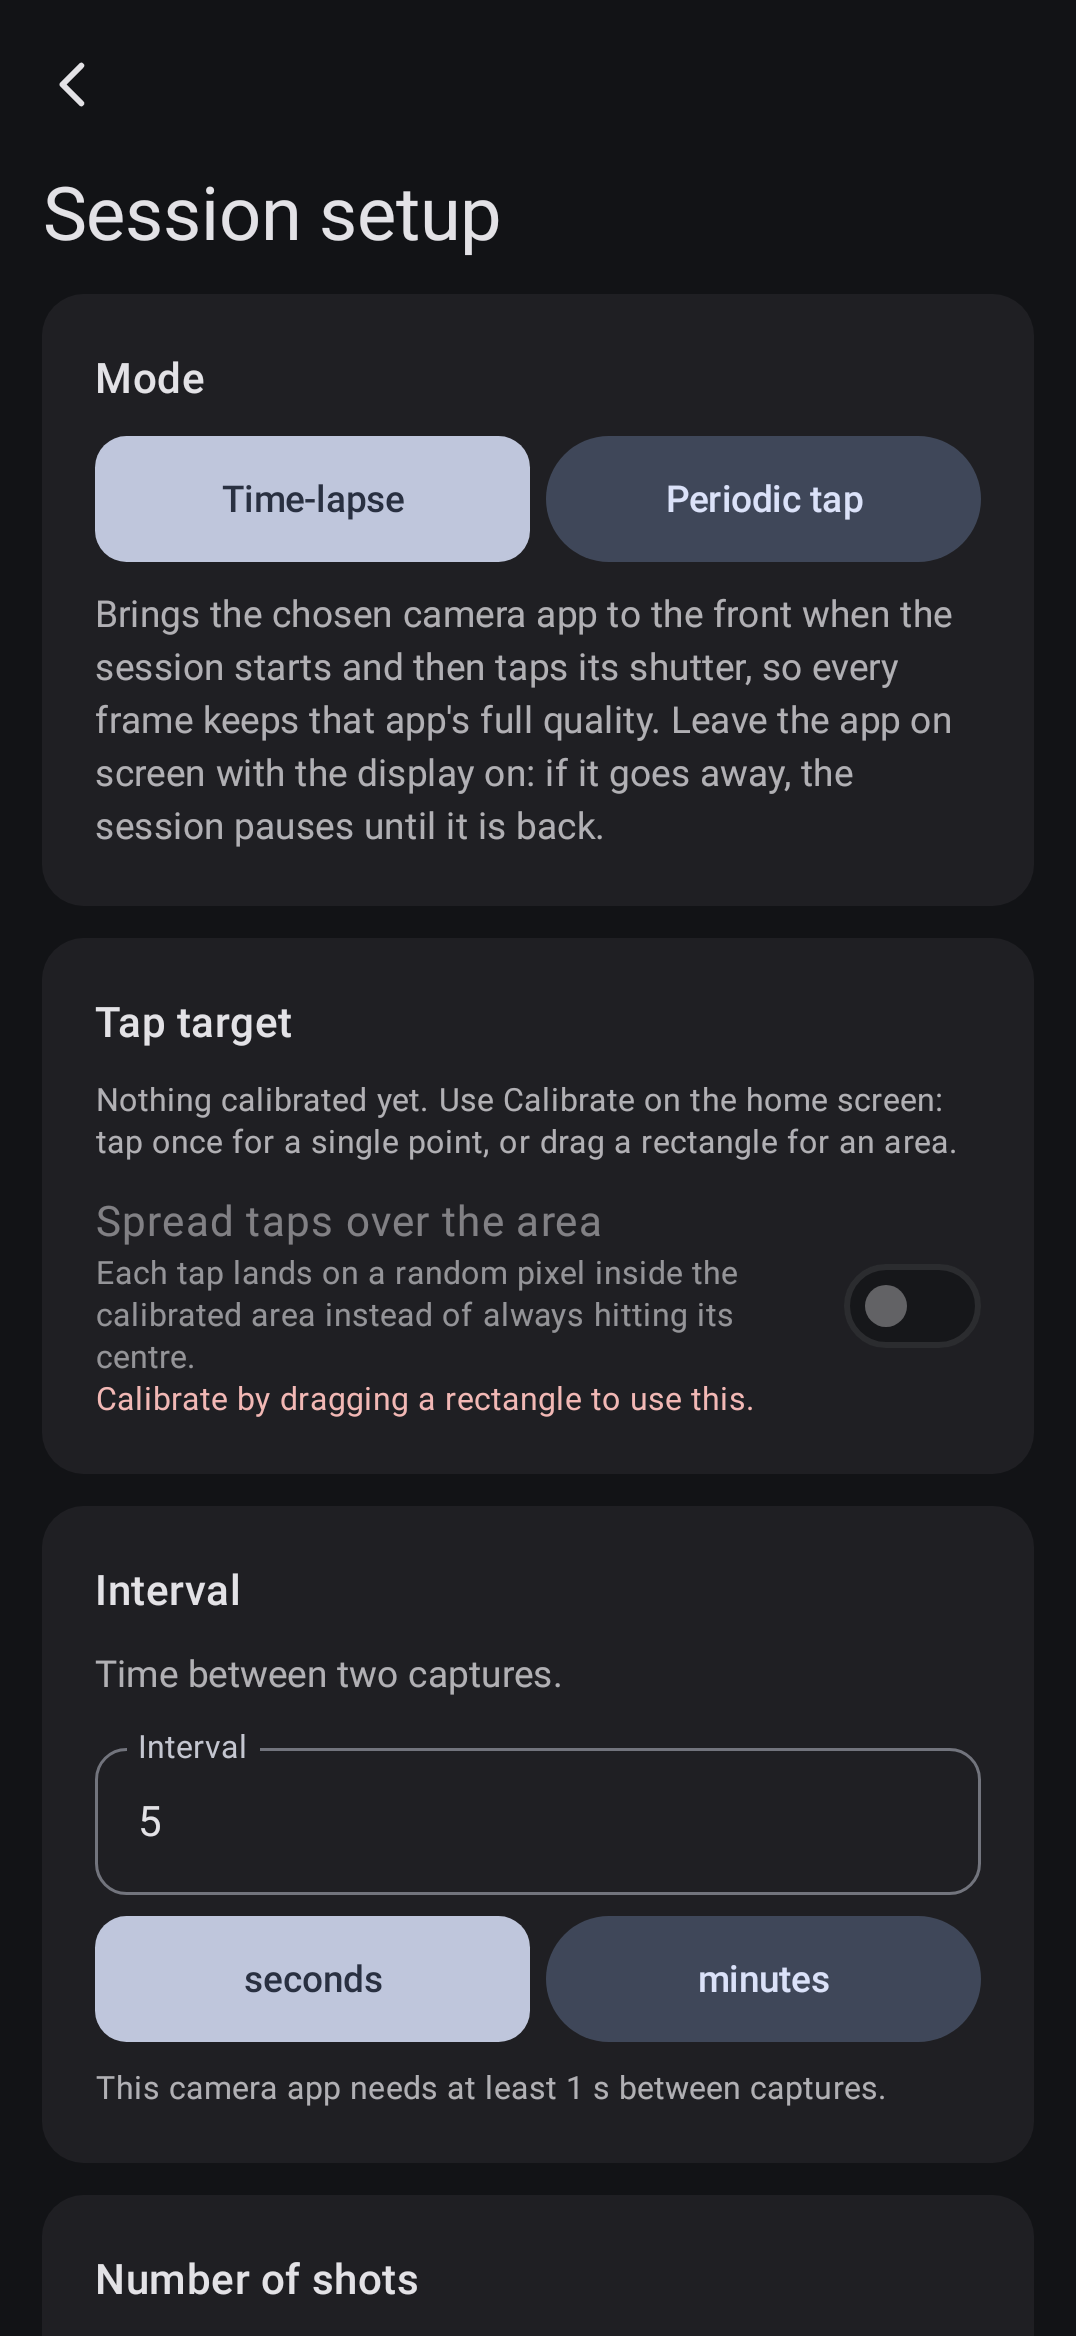 Session setup
Mode
Time-lapse
Periodic tap
Brings the chosen camera app to the front when the
session starts and then taps its shutter, so every
frame keeps that app's full quality. Leave the app on
screen with the display on: if it goes away, the
session pauses until it is back.
Tap target
Nothing calibrated yet. Use Calibrate on the home screen:
tap once for a single point, or drag a rectangle for an area.
Spread taps over the area
Each tap lands on a random pixel inside the
calibrated area instead of always hitting its
centre.
Calibrate by dragging a rectangle to use this.
Interval
Time between two captures.
Interval
5
seconds
minutes
This camera app needs at least 1 s between captures.
Number of shots